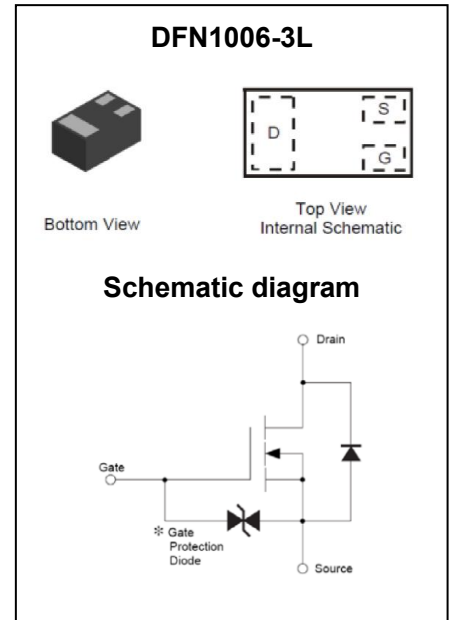 DFN1006-3L
D
S
G
Bottom View
Top View
Internal Schematic
Schematic diagram
Drain
Gate
※ Gate
Protection
Diode
Source